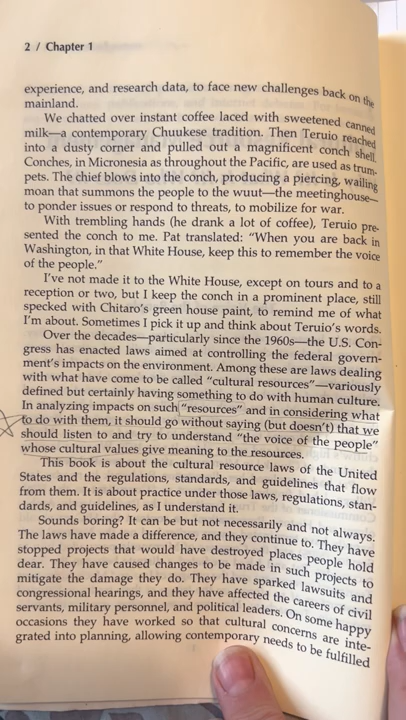 2 / Chapter 1
experience, and research data, to face new challenges back on the
mainland.
We chatted over instant coffee laced with sweetened canned
milk—a contemporary Chuukese tradition. Then Teruio reached
into a dusty corner and pulled out a magnificent conch shell.
Conches, in Micronesia as throughout the Pacific, are used as trum-
pets. The chief blows into the conch, producing a piercing, wailing
moan that summons the people to the wuut—the meetinghouse—
to ponder issues or respond to threats, to mobilize for war.
With trembling hands (he drank a lot of coffee), Teruio pre-
sented the conch to me. Pat translated: "When you are back in
Washington, in that White House, keep this to remember the voice
of the people."
I've not made it to the White House, except on tours and to a
reception or two, but I keep the conch in a prominent place, still
specked with Chitaro's green house paint, to remind me of what
I'm about. Sometimes I pick it up and think about Teruio's words.
Over the decades—particularly since the 1960s—the U.S. Con-
gress has enacted laws aimed at controlling the federal govern-
ment's impacts on the environment. Among these are laws dealing
with what have come to be called "cultural resources"—variously
defined but certainly having something to do with human culture.
In analyzing impacts on such "resources" and in considering what
to do with them, it should go without saying (but doesn't) that we
should listen to and try to understand "the voice of the people"
whose cultural values give meaning to the resources.
This book is about the cultural resource laws of the United
States and the regulations, standards, and guidelines that flow
from them. It is about practice under those laws, regulations, stan-
dards, and guidelines, as I understand it.
Sounds boring? It can be but not necessarily and not always.
The laws have made a difference, and they continue to. They have
stopped projects that would have destroyed places people hold
dear. They have caused changes to be made in such projects to
mitigate the damage they do. They have sparked lawsuits and
congressional hearings, and they have affected the careers of civil
servants, military personnel, and political leaders. On some happy
occasions they have worked so that cultural concerns are inte-
grated into planning, allowing contemporary needs to be fulfilled